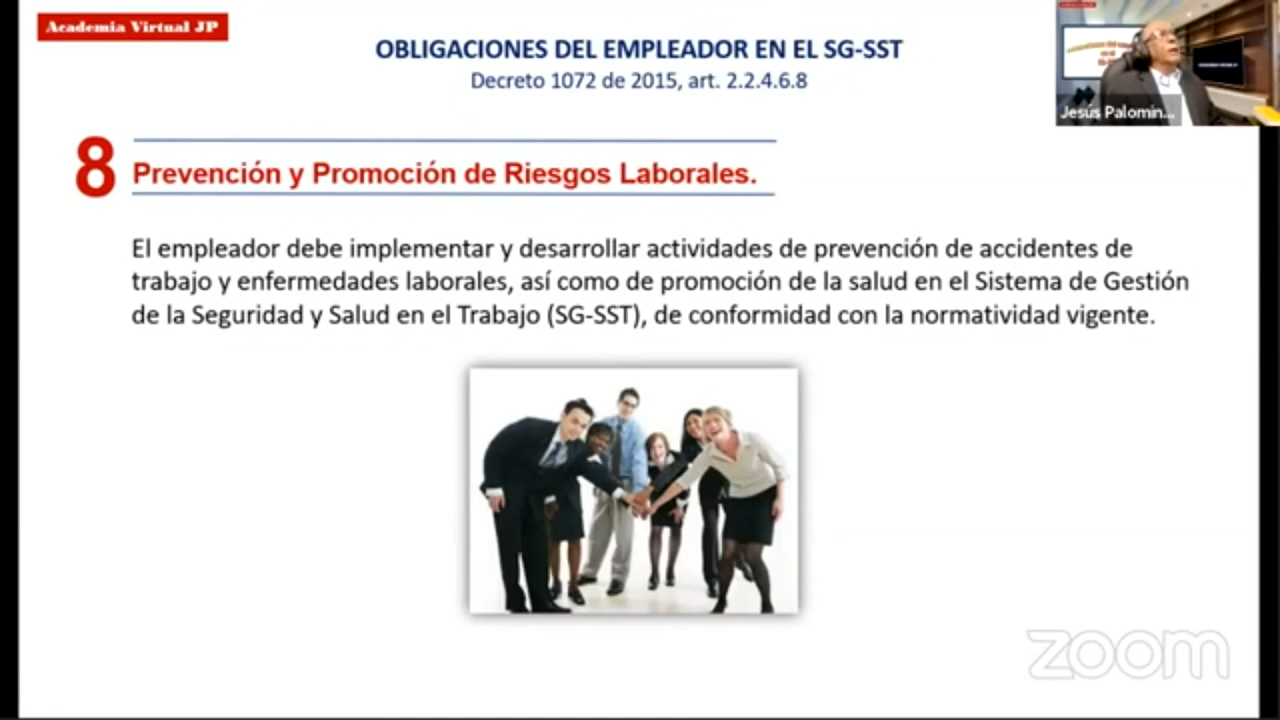 Academia Virtual JP
OBLIGACIONES DEL EMPLEADOR EN EL SG-SST
Decreto 1072 de 2015, art. 2.2.4.6.8
Jesús Palomin...
8
Prevención y Promoción de Riesgos Laborales.
El empleador debe implementar y desarrollar actividades de prevención de accidentes de
trabajo y enfermedades laborales, así como de promoción de la salud en el Sistema de Gestión
de la Seguridad y Salud en el Trabajo (SG-SST), de conformidad con la normatividad vigente.
zoom